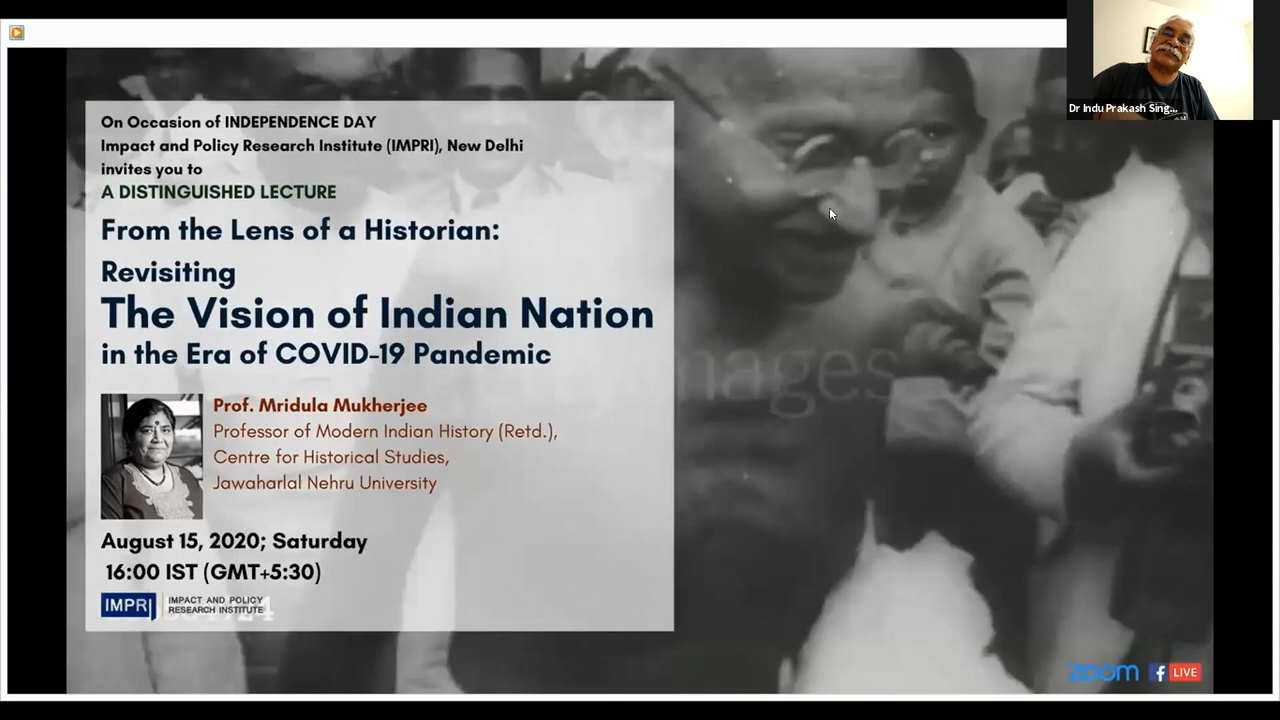 On Occasion of INDEPENDENCE DAY
Impact and Policy Research Institute (IMPRI), New Delhi
invites you to
A DISTINGUISHED LECTURE
From the Lens of a Historian:
Revisiting
The Vision of Indian Nation
in the Era of COVID-19 Pandemic
Prof. Mridula Mukherjee
Professor of Modern Indian History (Retd.),
Centre for Historical Studies,
Jawaharlal Nehru University
August 15, 2020; Saturday
16:00 IST (GMT+5:30)
IMPRI
IMPACT AND POLICY
RESEARCH INSTITUTE
Dr Indu Prakash Sing...
zoom f LIVE